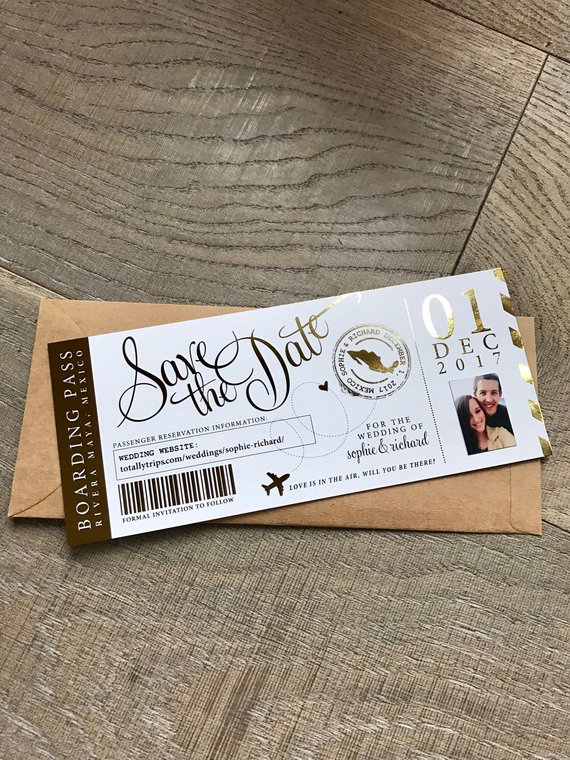 BOARDING PASS
RIVERA MAYA, MEXICO
Save
the Date
PASSENGER RESERVATION INFORMATION:
WEDDING WEBSITE:
totallytrips.com/weddings/sophie-richard/
FORMAL INVITATION TO FOLLOW
SOPHIE & RICHARD DECEMBER 1, 2017 MEXICO
FOR THE
WEDDING OF
sophie & richard
LOVE IS IN THE AIR, WILL YOU BE THERE?
01
DEC
2017